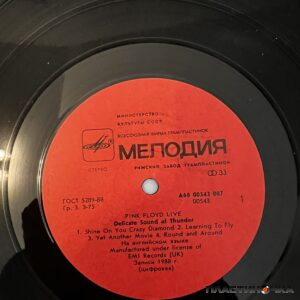 МИНИСТЕРСТВО
КУЛЬТУРЫ СССР
ВСЕСОЮЗНАЯ ФИРМА ГРАМПЛАСТИНОК
МЕЛОДИЯ
СТЕРЕО
РИЖСКИЙ ЗАВОД ГРАМПЛАСТИНОК
33
ГОСТ 5289-88
Гр. 3. 3-75
А60 00543 087
00543
1
PINK FLOYD LIVE
Delicate Sound of Thunder
1. Shine On You Crazy Diamond 2. Learning To Fly
3. Yet Another Movie 4. Round and Around
На английском языке
Manufactured under license of
EMI Records (UK)
Запись 1988 г.
(цифровая)
ПЛАСТИНОЧКА